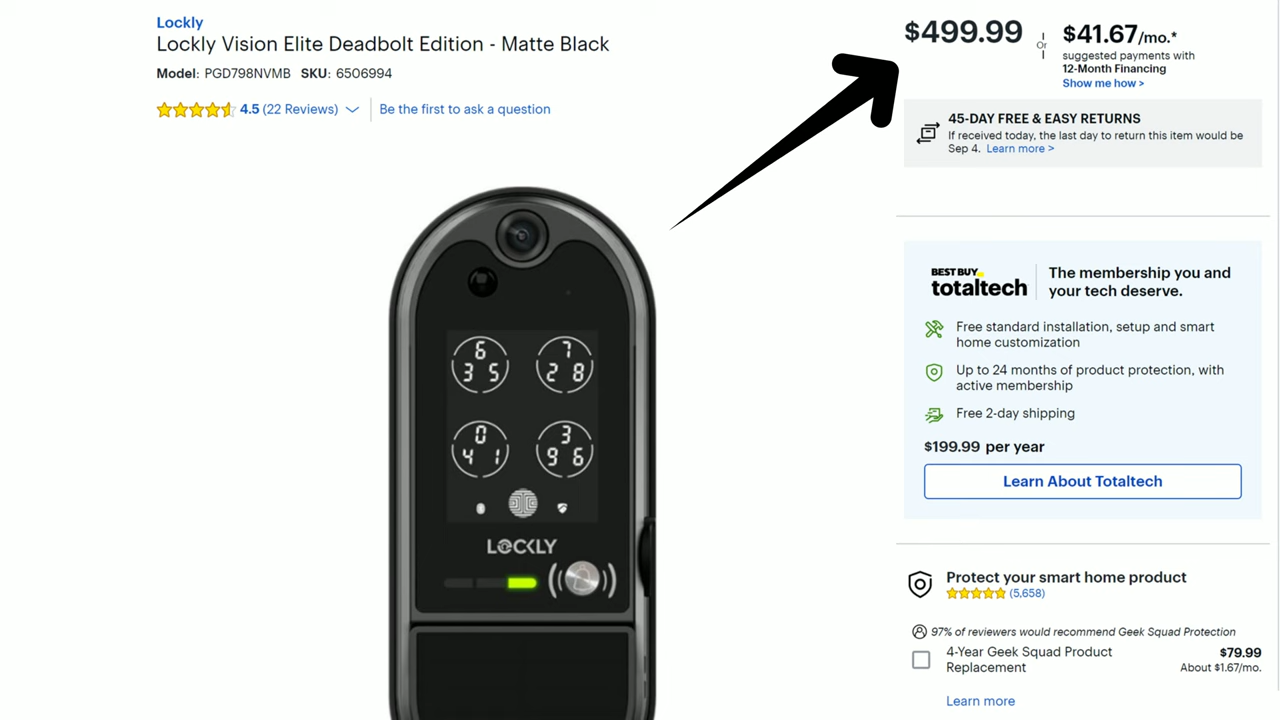 Lockly
Lockly Vision Elite Deadbolt Edition - Matte Black
Model: PGD798NVMB SKU: 6506994
4.5 (22 Reviews)
Be the first to ask a question
6
3 5
7
2 8
0
4 1
3
9 6
LOCKLY
$499.99
Or
$41.67/mo.*
suggested payments with
12-Month Financing
Show me how >
45-DAY FREE & EASY RETURNS
If received today, the last day to return this item would be
Sep 4. Learn more >
BEST BUY
totaltech
The membership you and
your tech deserve.
Free standard installation, setup and smart
home customization
Up to 24 months of product protection, with
active membership
Free 2-day shipping
$199.99 per year
Learn About Totaltech
Protect your smart home product
(5,658)
97% of reviewers would recommend Geek Squad Protection
4-Year Geek Squad Product
Replacement
$79.99
About $1.67/mo.
Learn more